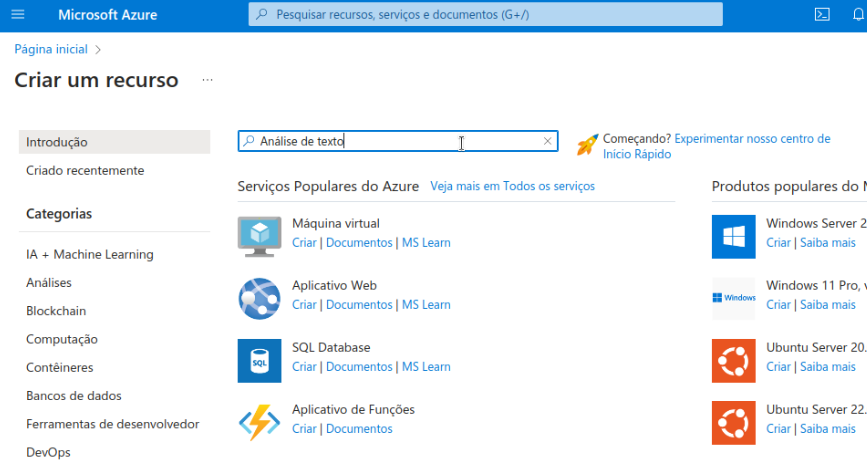 Microsoft Azure
Pesquisar recursos, serviços e documentos (G+/)
Página inicial >
Criar um recurso ...
Introdução
Criado recentemente
Categorias
IA + Machine Learning
Análises
Blockchain
Computação
Contêineres
Bancos de dados
Ferramentas de desenvolvedor
DevOps
Análise de texto
Começando? Experimentar nosso centro de
Início Rápido
Serviços Populares do Azure Veja mais em Todos os serviços
Máquina virtual
Criar | Documentos | MS Learn
Aplicativo Web
Criar | Documentos | MS Learn
SQL
SQL Database
Criar | Documentos | MS Learn
Aplicativo de Funções
Criar | Documentos
Produtos populares do M
Windows Server 2
Criar | Saiba mais
Windows
Windows 11 Pro, v
Criar | Saiba mais
Ubuntu Server 20.
Criar | Saiba mais
Ubuntu Server 22.
Criar | Saiba mais